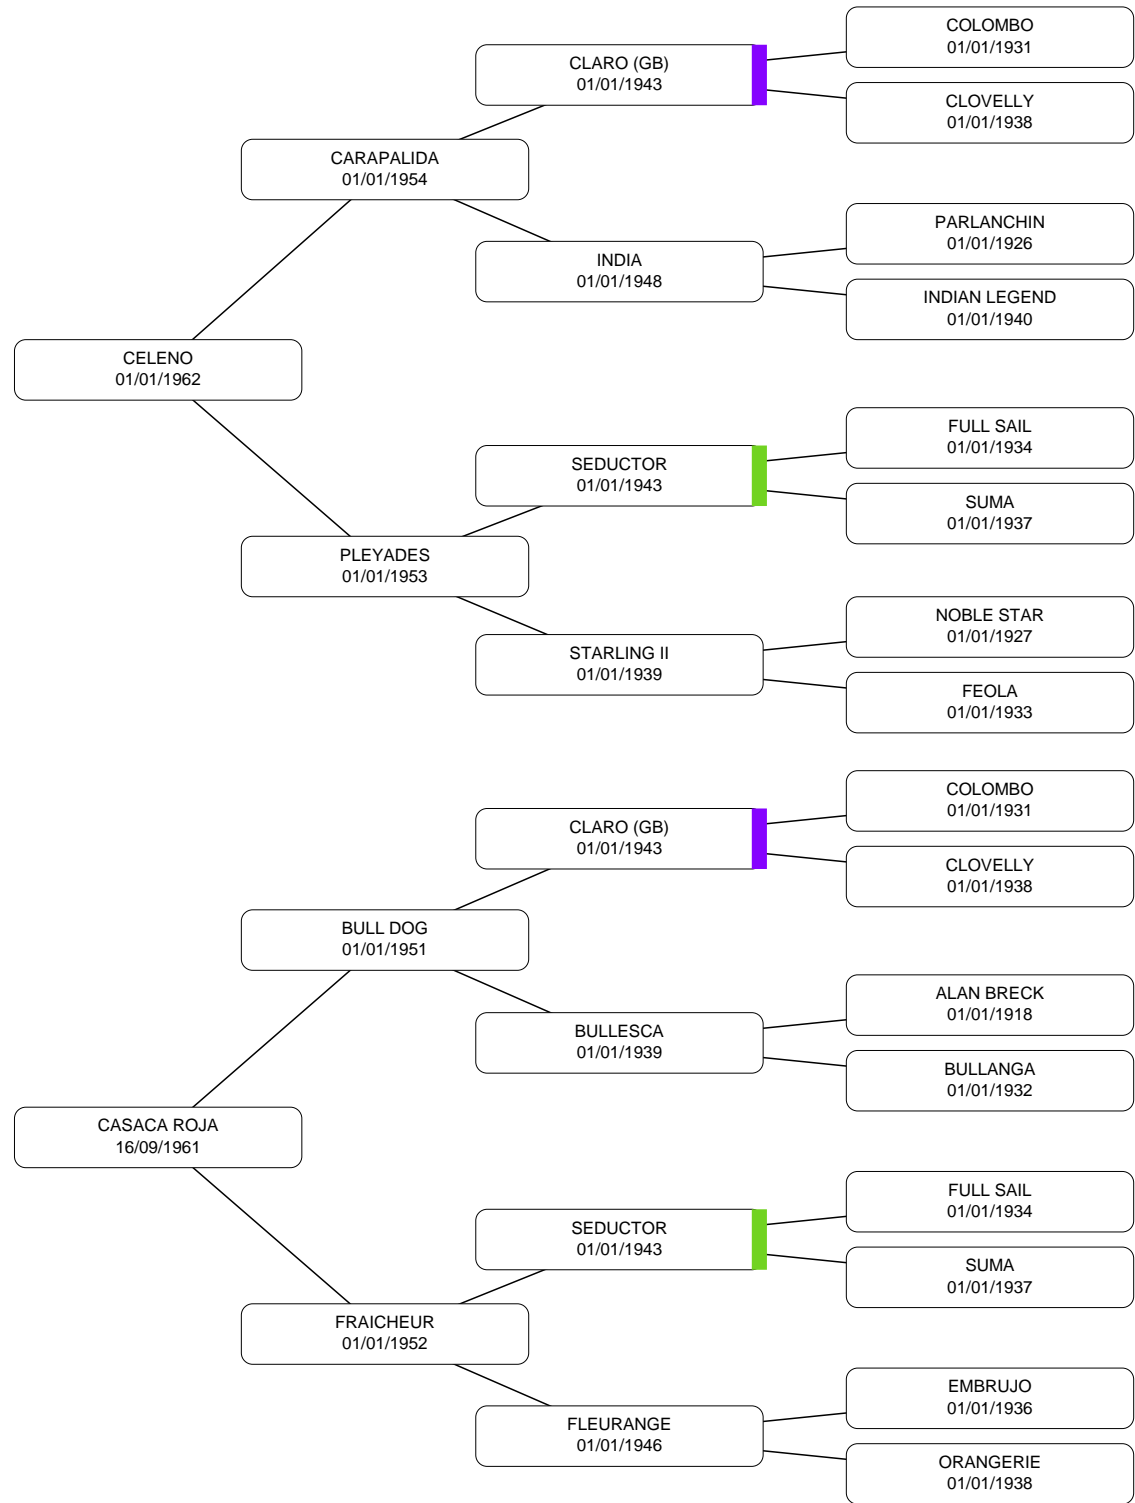 COLOMBO
01/01/1931
CLARO (GB)
01/01/1943
CLOVELLY
01/01/1938
CARAPALIDA
01/01/1954
PARLANCHIN
01/01/1926
INDIA
01/01/1948
INDIAN LEGEND
01/01/1940
CELENO
01/01/1962
FULL SAIL
01/01/1934
SEDUCTOR
01/01/1943
SUMA
01/01/1937
PLEYADES
01/01/1953
NOBLE STAR
01/01/1927
STARLING II
01/01/1939
FEOLA
01/01/1933
COLOMBO
01/01/1931
CLARO (GB)
01/01/1943
CLOVELLY
01/01/1938
BULL DOG
01/01/1951
ALAN BRECK
01/01/1918
BULLESCA
01/01/1939
BULLANGA
01/01/1932
CASACA ROJA
16/09/1961
FULL SAIL
01/01/1934
SEDUCTOR
01/01/1943
SUMA
01/01/1937
FRAICHEUR
01/01/1952
EMBRUJO
01/01/1936
FLEURANGE
01/01/1946
ORANGERIE
01/01/1938